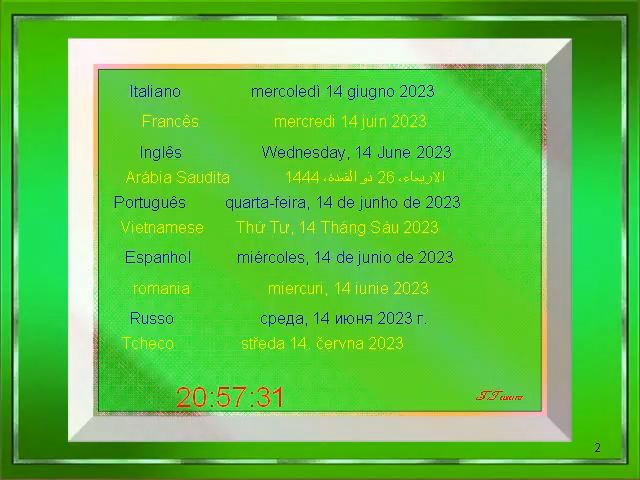 Italiano mercoledì 14 giugno 2023
Francês mercredi 14 juin 2023
Inglês Wednesday, 14 June 2023
Arábia Saudita الاربعاء، 26 ذو القعدة، 1444
Português quarta-feira, 14 de junho de 2023
Vietnamese Thứ Tư, 14 Tháng Sáu 2023
Espanhol miércoles, 14 de junio de 2023
romania miercuri, 14 iunie 2023
Russo среда, 14 июня 2023 г.
Tcheco středa 14. června 2023
20:57:31
2